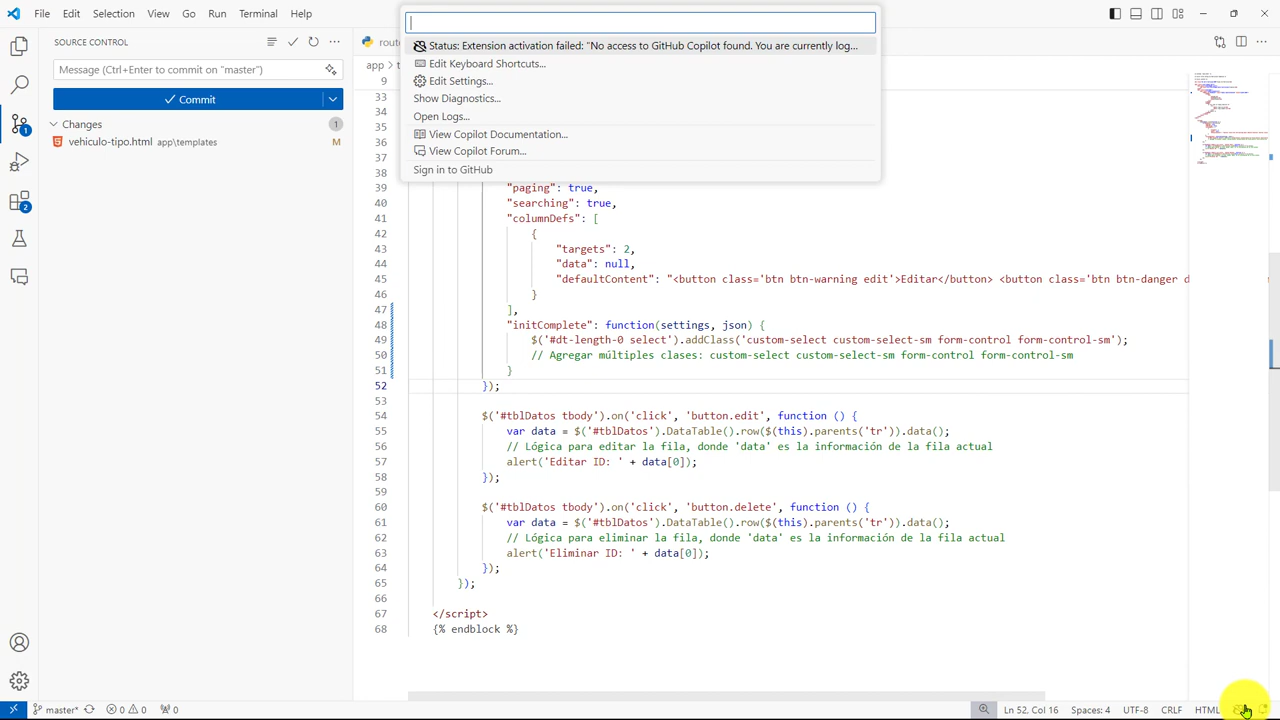 File Edit Selection View Go Run Terminal Help
Status: Extension activation failed: "No access to GitHub Copilot found. You are currently log...
Edit Keyboard Shortcuts...
Edit Settings...
Show Diagnostics...
Open Logs...
View Copilot Documentation...
View Copilot Forum...
Sign in to GitHub
SOURCE CONTROL
Message (Ctrl+Enter to commit on "master")
Commit
Changes
vehiculo-tipo.html app\templates M
1
2
app
9
33
34
35
36
37
38
39 "paging": true,
40 "searching": true,
41 "columnDefs": [
42 {
43 "targets": 2,
44 "data": null,
45 "defaultContent": "<button class='btn btn-warning edit'>Editar</button> <button class='btn btn-danger d
46 }
47 ],
48 "initComplete": function(settings, json) {
49 $('#dt-length-0 select').addClass('custom-select custom-select-sm form-control form-control-sm');
50 // Agregar múltiples clases: custom-select custom-select-sm form-control form-control-sm
51 }
52 });
53
54 $('#tblDatos tbody').on('click', 'button.edit', function () {
55 var data = $('#tblDatos').DataTable().row($(this).parents('tr')).data();
56 // Lógica para editar la fila, donde 'data' es la información de la fila actual
57 alert('Editar ID: ' + data[0]);
58 });
59
60 $('#tblDatos tbody').on('click', 'button.delete', function () {
61 var data = $('#tblDatos').DataTable().row($(this).parents('tr')).data();
62 // Lógica para eliminar la fila, donde 'data' es la información de la fila actual
63 alert('Eliminar ID: ' + data[0]);
64 });
65 });
66
67 </script>
68 {% endblock %}
master* 0 0 0 Ln 52, Col 16 Spaces: 4 UTF-8 CRLF HTML